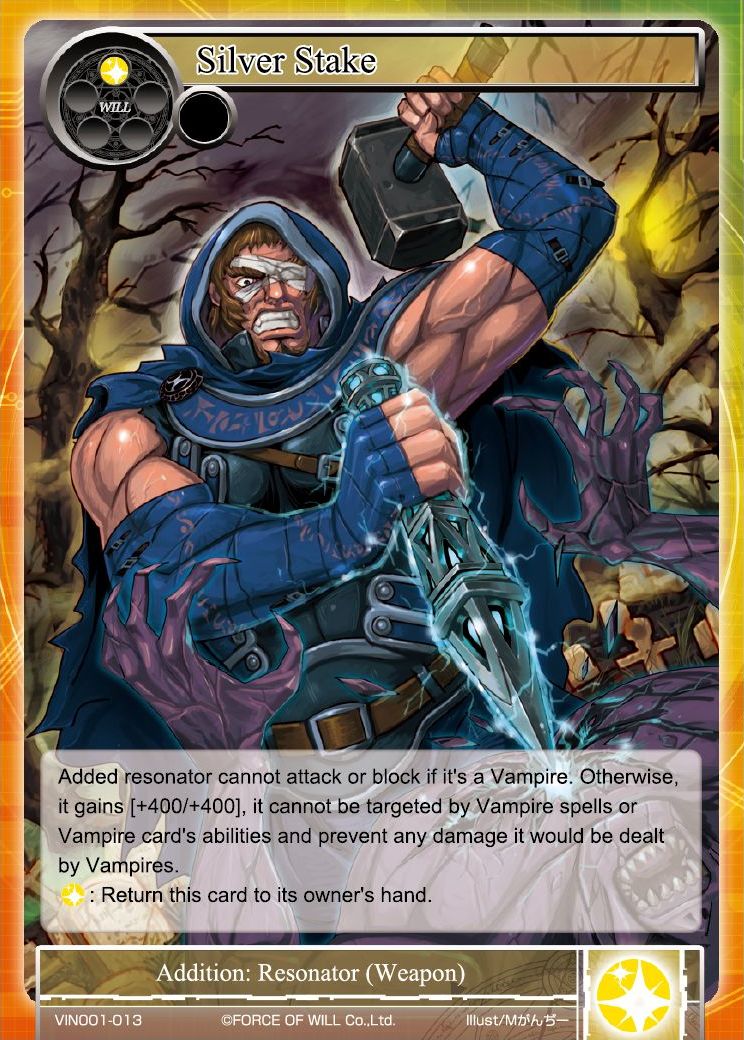 Silver Stake
WILL
Added resonator cannot attack or block if it's a Vampire. Otherwise,
it gains [+400/+400], it cannot be targeted by Vampire spells or
Vampire card's abilities and prevent any damage it would be dealt
by Vampires.
: Return this card to its owner's hand.
Addition: Resonator (Weapon)
VIN001-013 ©FORCE OF WILL Co.,Ltd. Illust/Mがんぢー